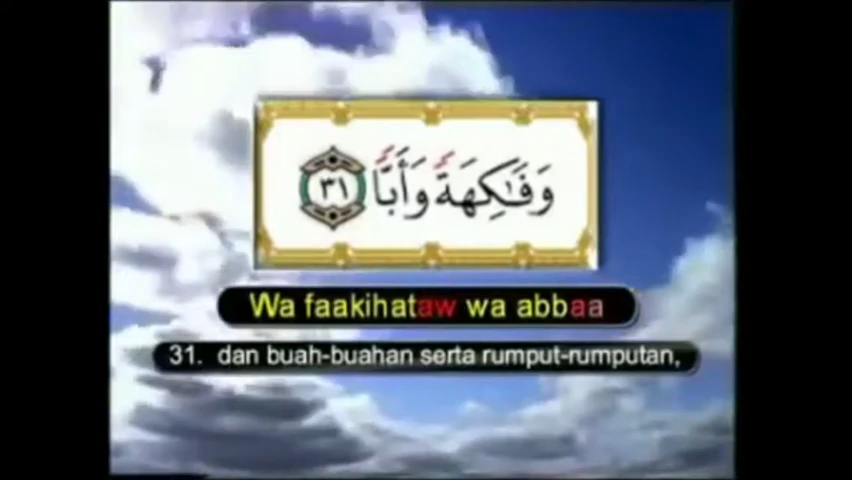 وَفَٰكِهَةً وَأَبًّا ٣١
Wa faakihataw wa abbaa
31. dan buah-buahan serta rumput-rumputan,